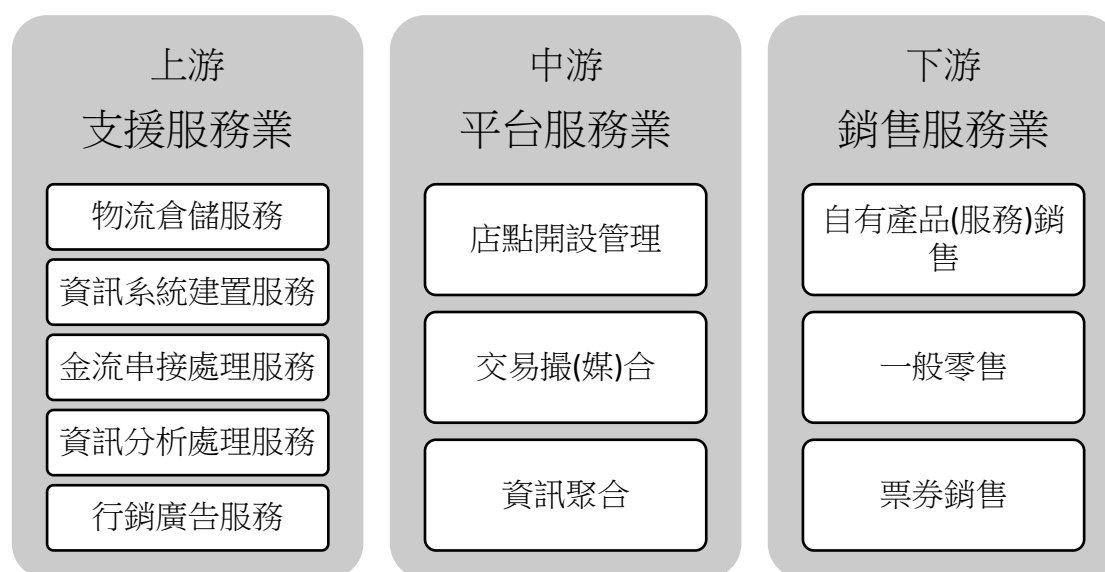 上游
支援服務業
物流倉儲服務
資訊系統建置服務
金流串接處理服務
資訊分析處理服務
行銷廣告服務
中游
平台服務業
店點開設管理
交易撮(媒)合
資訊聚合
下游
銷售服務業
自有產品(服務)銷
售
一般零售
票券銷售